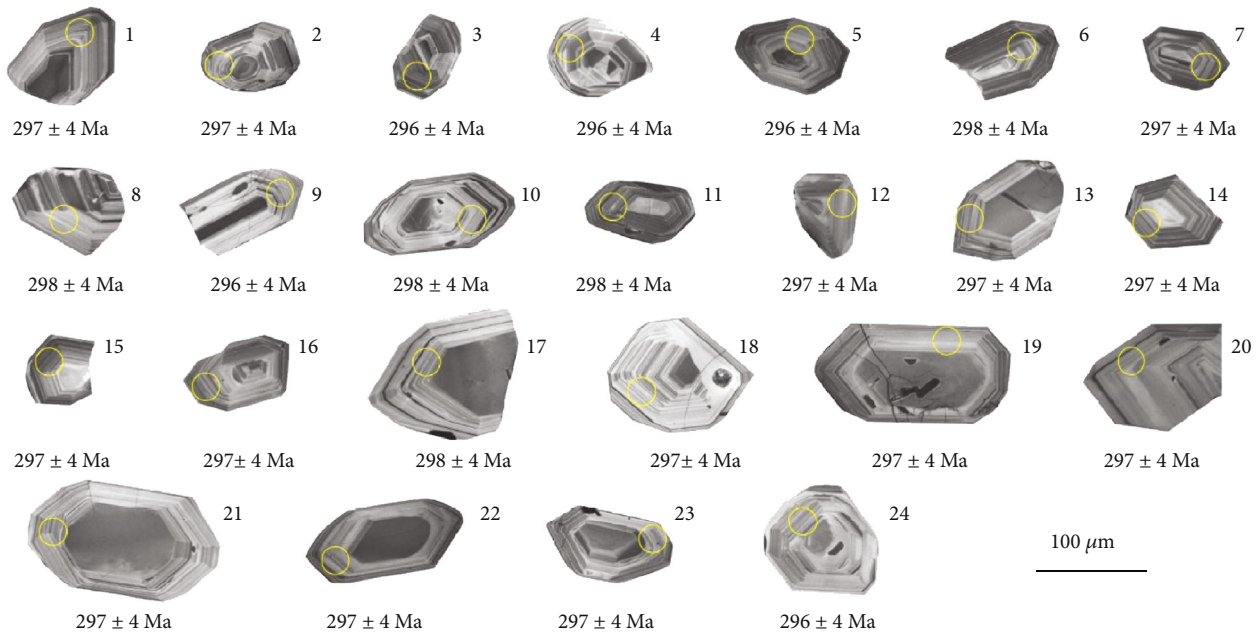 1 2 3 4 5 6 7
297 ± 4 Ma 297 ± 4 Ma 296 ± 4 Ma 296 ± 4 Ma 296 ± 4 Ma 298 ± 4 Ma 297 ± 4 Ma
8 9 10 11 12 13 14
298 ± 4 Ma 296 ± 4 Ma 298 ± 4 Ma 298 ± 4 Ma 297 ± 4 Ma 297 ± 4 Ma 297 ± 4 Ma
15 16 17 18 19 20
297 ± 4 Ma 297± 4 Ma 298 ± 4 Ma 297± 4 Ma 297 ± 4 Ma 297 ± 4 Ma
21 22 23 24
100 µm
297 ± 4 Ma 297 ± 4 Ma 297 ± 4 Ma 296 ± 4 Ma